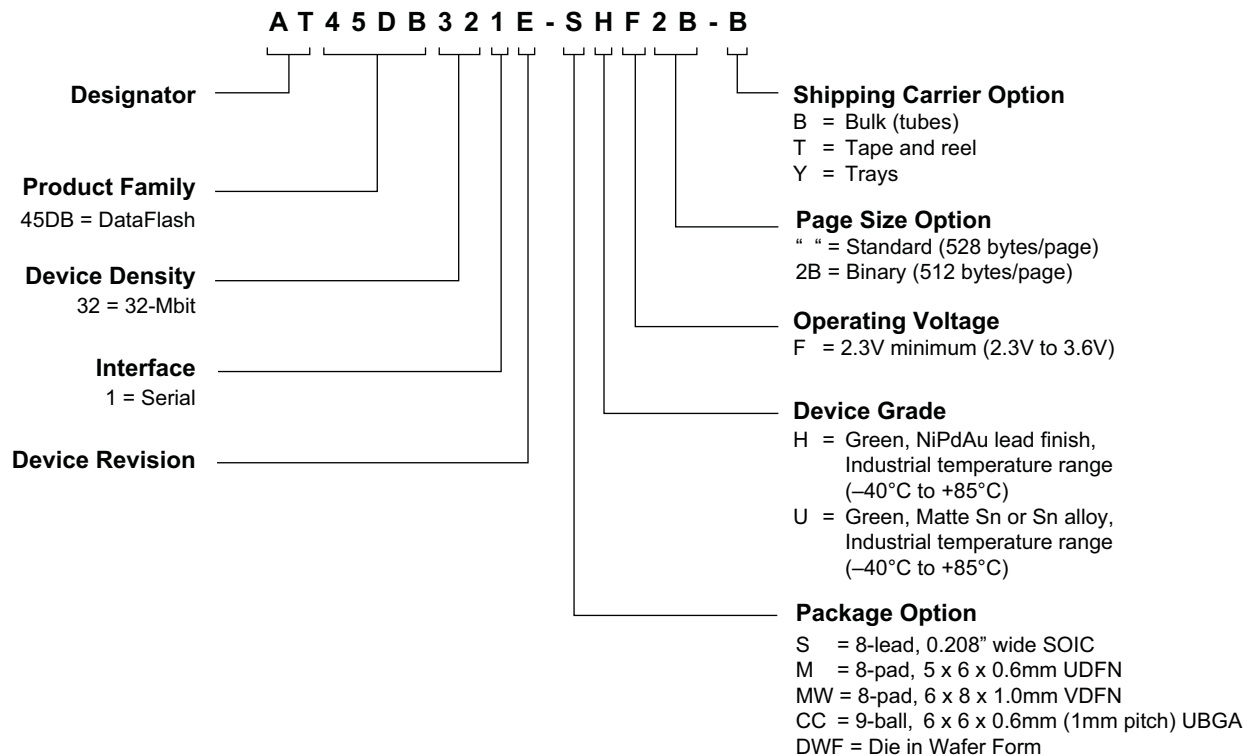 A T 4 5 D B 3 2 1 E - S H F 2 B - B
Designator
Product Family
45DB = DataFlash
Device Density
32 = 32-Mbit
Interface
1 = Serial
Device Revision
Shipping Carrier Option
B = Bulk (tubes)
T = Tape and reel
Y = Trays
Page Size Option
“ “ = Standard (528 bytes/page)
2B = Binary (512 bytes/page)
Operating Voltage
F = 2.3V minimum (2.3V to 3.6V)
Device Grade
H = Green, NiPdAu lead finish,
Industrial temperature range
(–40°C to +85°C)
U = Green, Matte Sn or Sn alloy,
Industrial temperature range
(–40°C to +85°C)
Package Option
S = 8-lead, 0.208” wide SOIC
M = 8-pad, 5 x 6 x 0.6mm UDFN
MW = 8-pad, 6 x 8 x 1.0mm VDFN
CC = 9-ball, 6 x 6 x 0.6mm (1mm pitch) UBGA
DWF = Die in Wafer Form